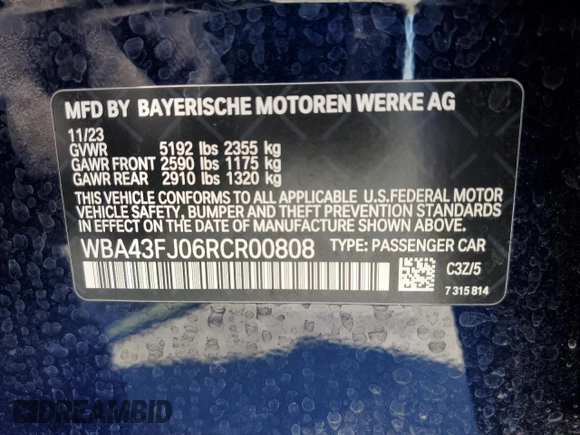 MFD BY BAYERISCHE MOTOREN WERKE AG
11/23
GVWR 5192 lbs 2355 kg
GAWR FRONT 2590 lbs 1175 kg
GAWR REAR 2910 lbs 1320 kg
THIS VEHICLE CONFORMS TO ALL APPLICABLE U.S.FEDERAL MOTOR
VEHICLE SAFETY, BUMPER AND THEFT PREVENTION STANDARDS
IN EFFECT ON THE DATE OF MANUFACTURE SHOWN ABOVE.
WBA43FJ06RCR00808 TYPE: PASSENGER CAR
C3Z/5
7 315 814
DREAMBID